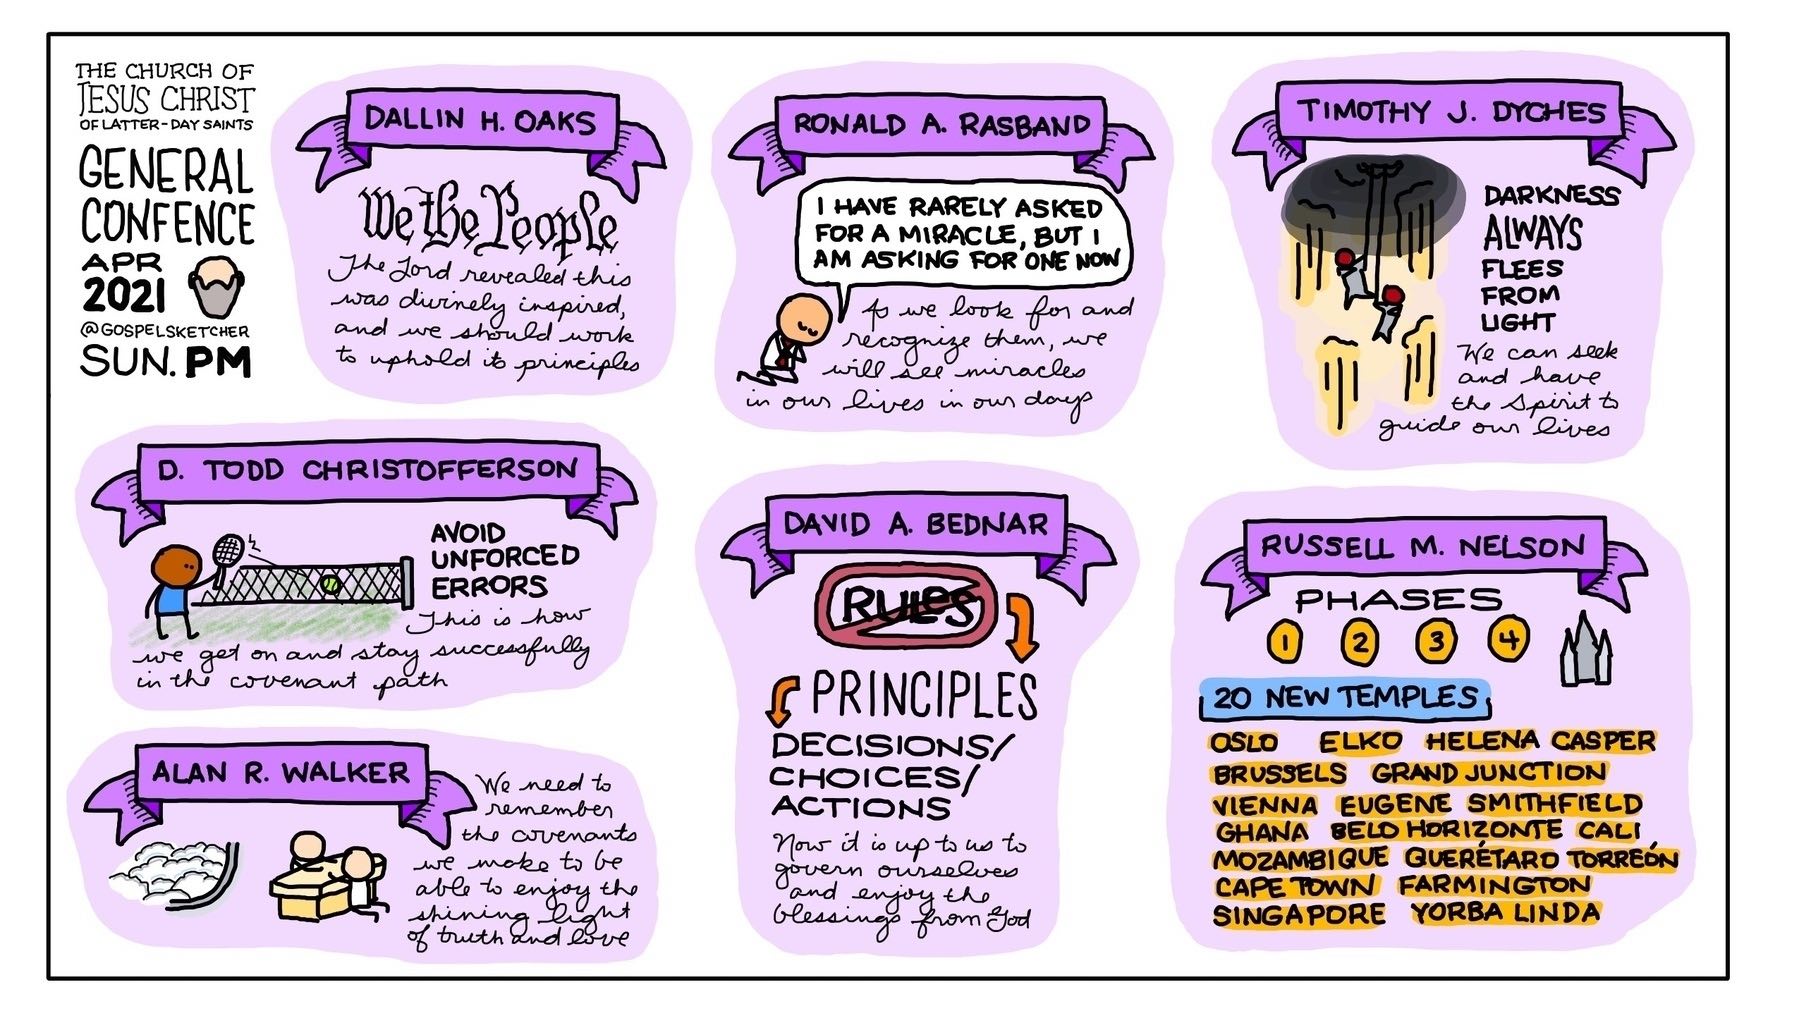 THE CHURCH OF
JESUS CHRIST
OF LATTER-DAY SAINTS
GENERAL
CONFENCE
APR
2021
@GOSPELSKETCHER
SUN. PM
DALLIN H. OAKS
We the People
The Lord revealed this
was divinely inspired,
and we should work
to uphold its principles
RONALD A. RASBAND
I HAVE RARELY ASKED
FOR A MIRACLE, BUT I
AM ASKING FOR ONE NOW
As we look for and
recognize them, we
will see miracles
in our lives in our days
TIMOTHY J. DYCHES
DARKNESS
ALWAYS
FLEES
FROM
LIGHT
We can seek
and have
the Spirit to
guide our lives
D. TODD CHRISTOFFERSON
AVOID
UNFORCED
ERRORS
This is how
we get on and stay successfully
in the covenant path
DAVID A. BEDNAR
RULES
PRINCIPLES
DECISIONS/
CHOICES/
ACTIONS
Now it is up to us to
govern ourselves
and enjoy the
blessings from God
RUSSELL M. NELSON
PHASES
1 2 3 4
20 NEW TEMPLES
OSLO ELKO HELENA CASPER
BRUSSELS GRAND JUNCTION
VIENNA EUGENE SMITHFIELD
GHANA BELO HORIZONTE CALI
MOZAMBIQUE QUERÉTARO TORREÓN
CAPE TOWN FARMINGTON
SINGAPORE YORBA LINDA
ALAN R. WALKER
We need to
remember
the covenants
we make to be
able to enjoy the
shining light
of truth and love